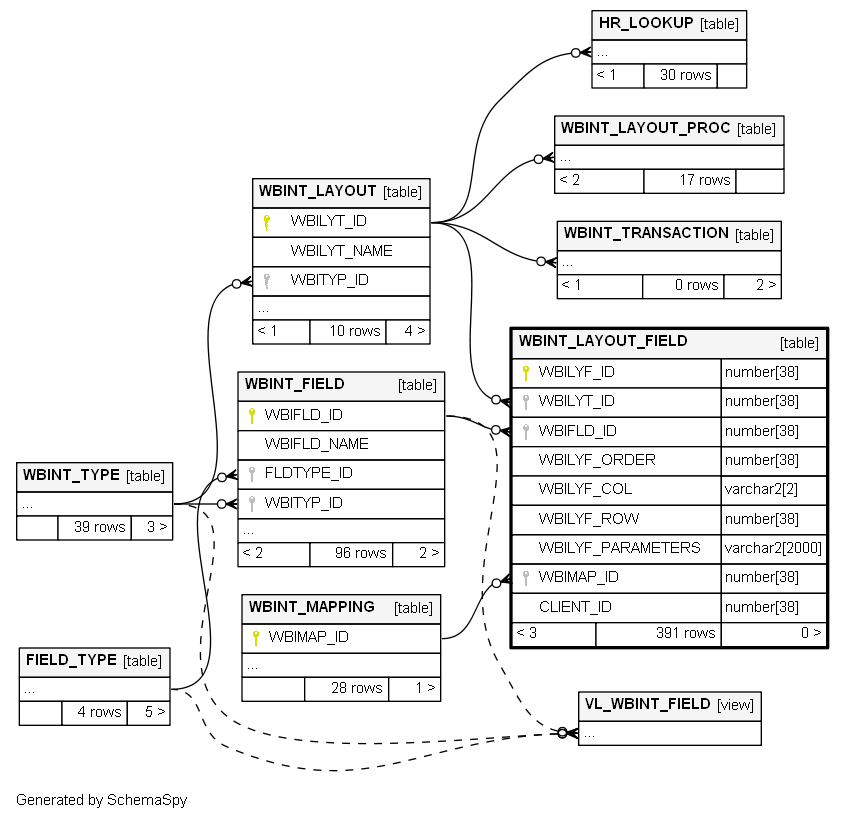 HR_LOOKUP [table]
...
< 1 30 rows
WBINT_LAYOUT_PROC [table]
...
< 2 17 rows
WBINT_LAYOUT [table]
WBILYT_ID
WBILYT_NAME
WBITYP_ID
...
< 1 10 rows 4 >
WBINT_TRANSACTION [table]
...
< 1 0 rows 2 >
WBINT_LAYOUT_FIELD [table]
WBILYF_ID number[38]
WBILYT_ID number[38]
WBIFLD_ID number[38]
WBILYF_ORDER number[38]
WBILYF_COL varchar2[2]
WBILYF_ROW number[38]
WBILYF_PARAMETERS varchar2[2000]
WBIMAP_ID number[38]
CLIENT_ID number[38]
< 3 391 rows 0 >
WBINT_FIELD [table]
WBIFLD_ID
WBIFLD_NAME
FLDTYPE_ID
WBITYP_ID
...
< 2 96 rows 2 >
WBINT_TYPE [table]
...
39 rows 3 >
WBINT_MAPPING [table]
WBIMAP_ID
...
28 rows 1 >
FIELD_TYPE [table]
...
4 rows 5 >
VL_WBINT_FIELD [view]
...
Generated by SchemaSpy